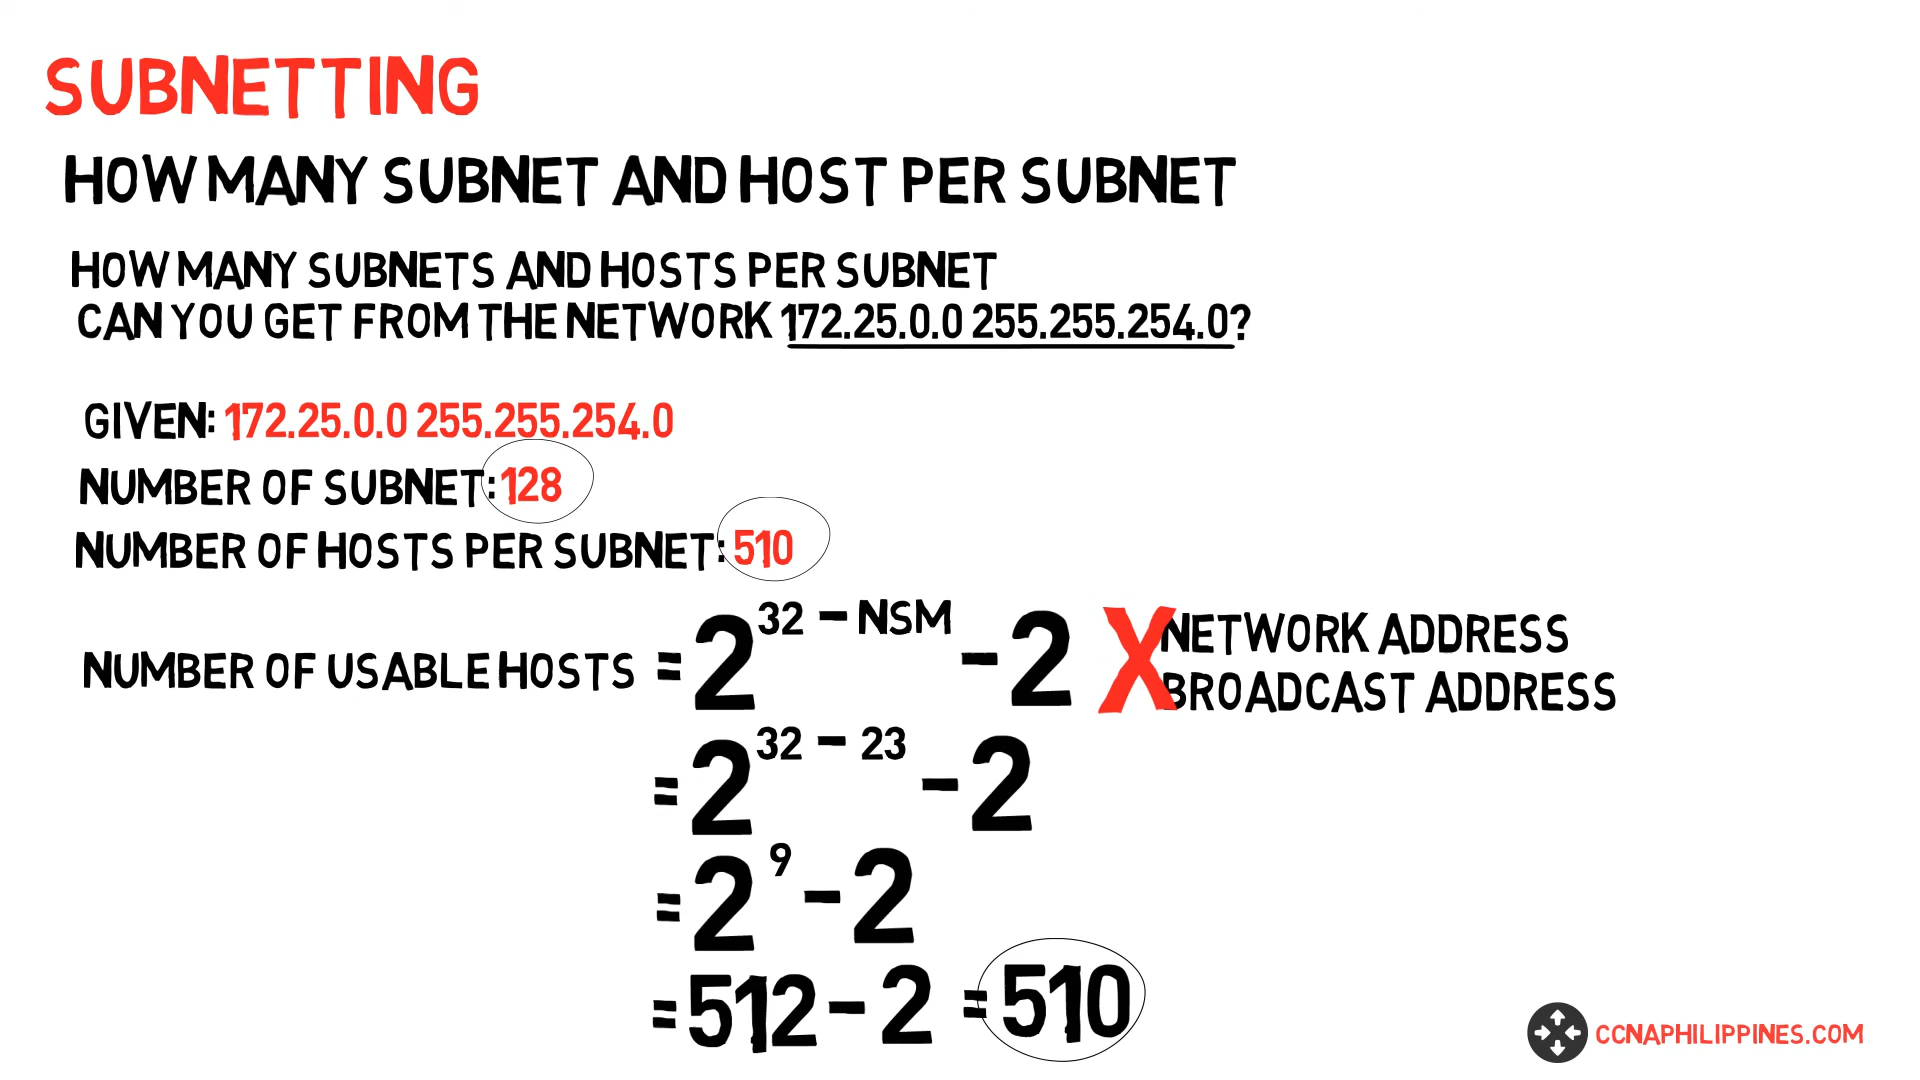 SUBNETTING
HOW MANY SUBNET AND HOST PER SUBNET
HOW MANY SUBNETS AND HOSTS PER SUBNET
CAN YOU GET FROM THE NETWORK 172.25.0.0 255.255.254.0?
GIVEN: 172.25.0.0 255.255.254.0
NUMBER OF SUBNET: 128
NUMBER OF HOSTS PER SUBNET: 510
NUMBER OF USABLE HOSTS = 2^32 - NSM - 2 X NETWORK ADDRESS
BROADCAST ADDRESS
= 2^32 - 23 - 2
= 2^9 - 2
= 512 - 2 = 510
CCNAPHILIPPINES.COM